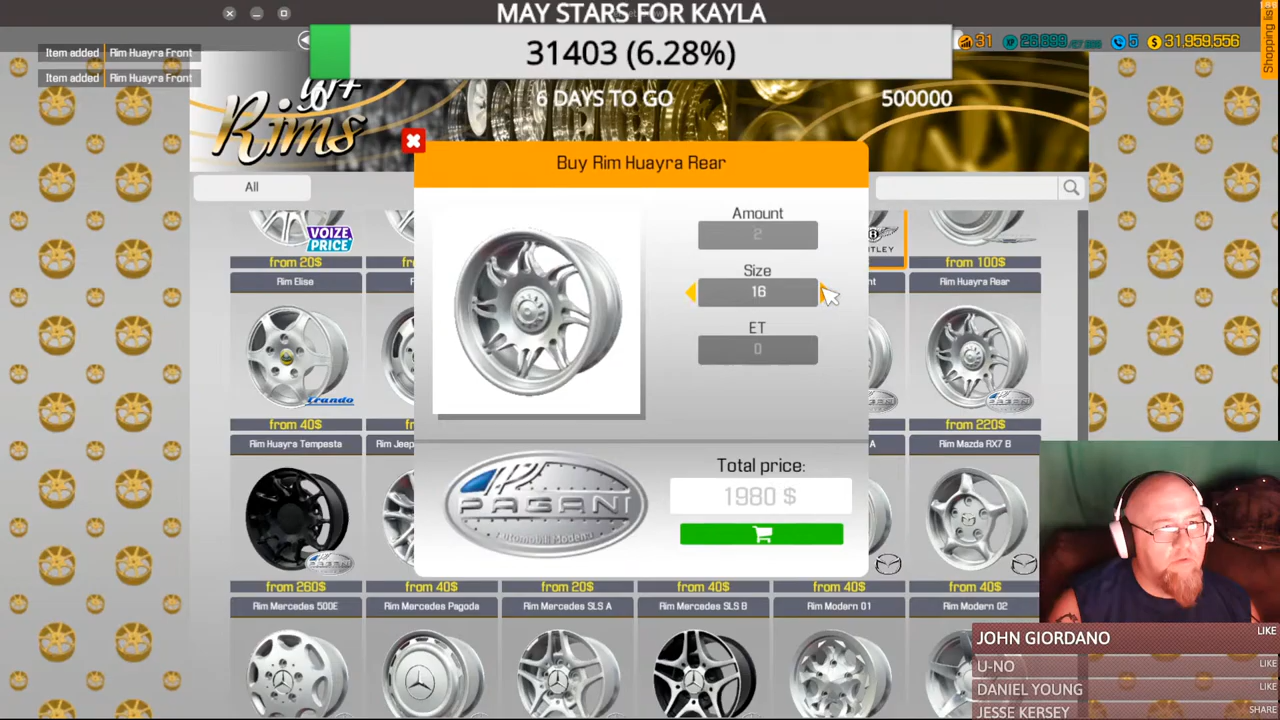 MAY STARS FOR KAYLA
31403 (6.28%)
6 DAYS TO GO
500000
Item added Rim Huayra Front
Item added Rim Huayra Front
31
5
31,959,556
Shopping list
Rims
All
Buy Rim Huayra Rear
Amount
2
Size
16
ET
0
Total price:
1980 $
PAGANI
Automobili Modena
VOIZE
PRICE
from 20$
from 100$
Rim Elise
Rim Huayra Rear
from 40$
from 220$
Rim Huayra Tempesta
Rim Mazda RX7 B
from 260$
from 40$
from 20$
from 40$
from 40$
from 40$
Rim Mercedes 500E
Rim Mercedes Pagoda
Rim Mercedes SLS A
Rim Mercedes SLS B
Rim Modern 01
Rim Modern 02
JOHN GIORDANO LIKE
U-NO LIKE
DANIEL YOUNG LIKE
JESSE KERSEY SHARE